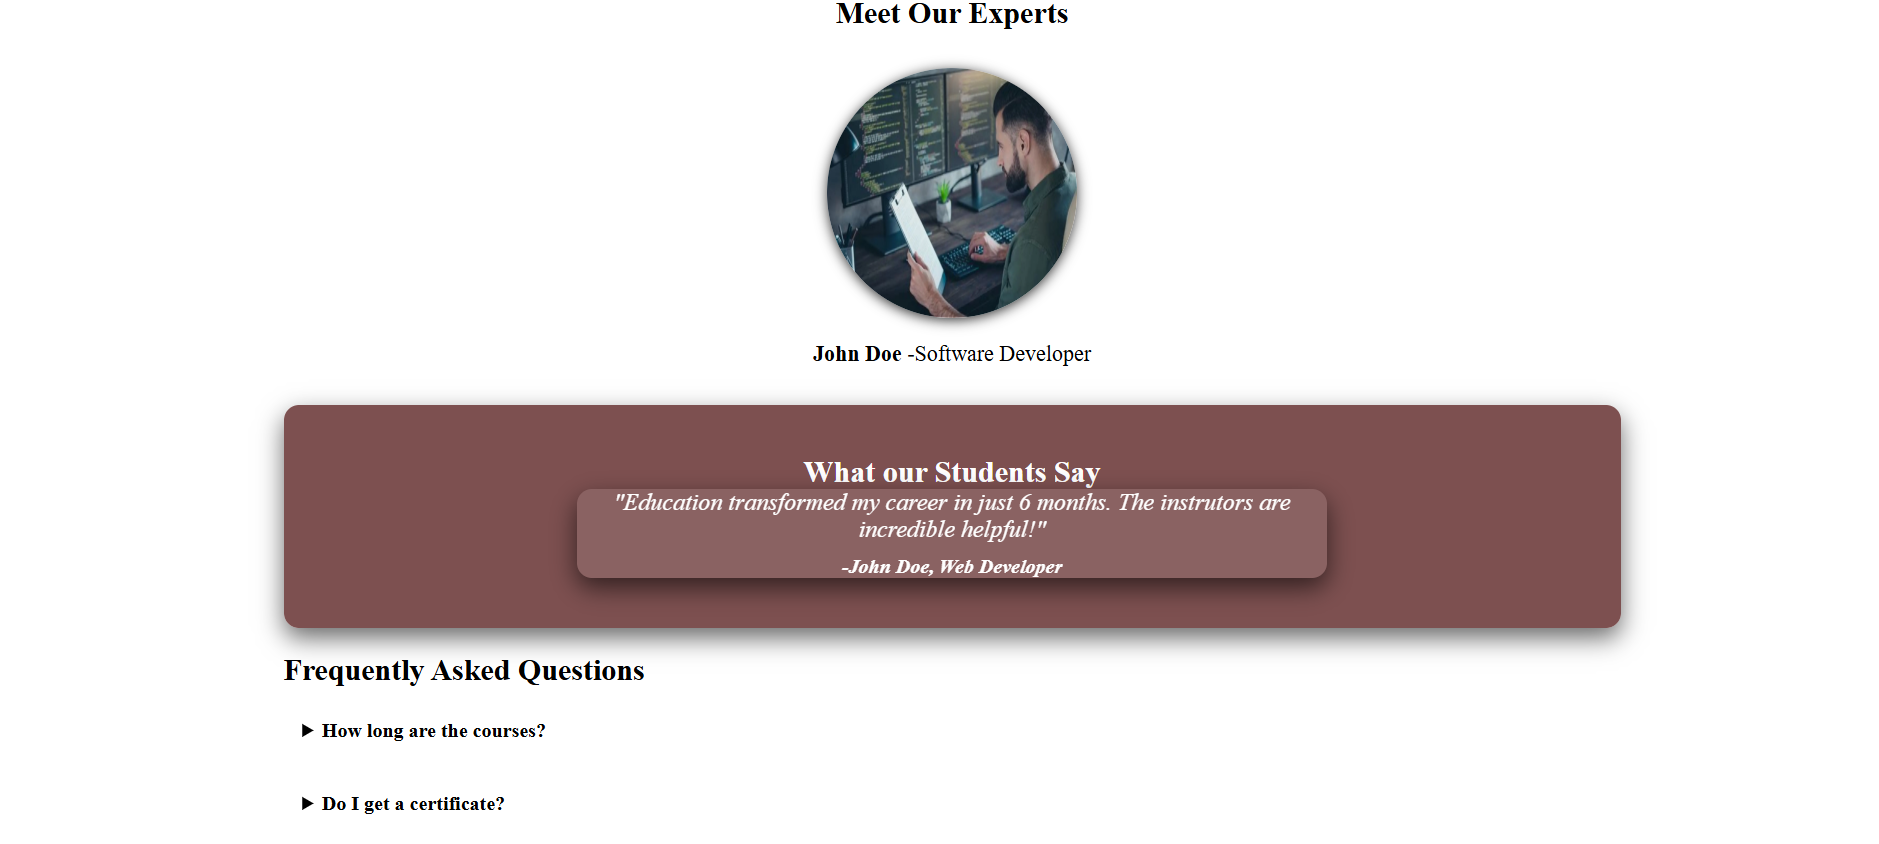 Meet Our Experts
John Doe -Software Developer
What our Students Say
"Education transformed my career in just 6 months. The instrutors are
incredible helpful!"
-John Doe, Web Developer
Frequently Asked Questions
How long are the courses?
Do I get a certificate?